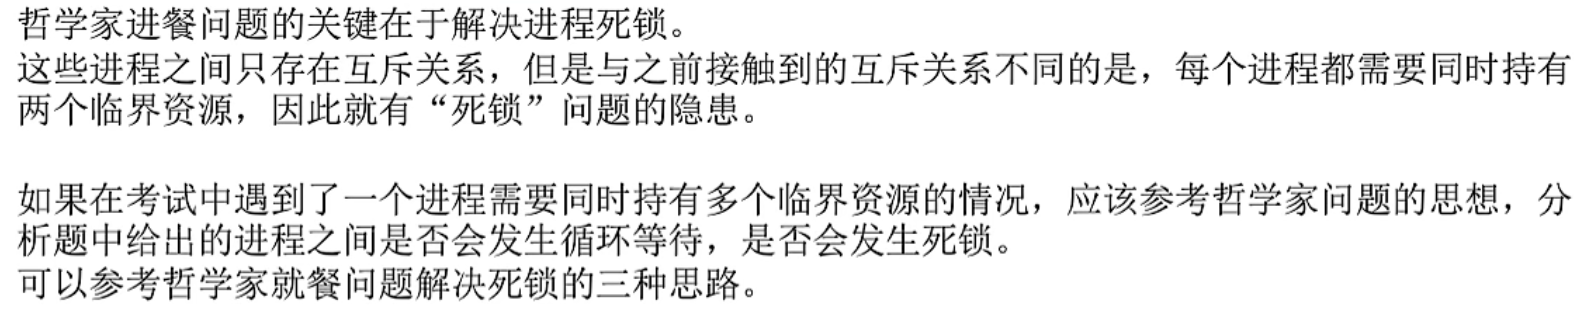 哲学家进餐问题的关键在于解决进程死锁。
这些进程之间只存在互斥关系，但是与之前接触到的互斥关系不同的是，每个进程都需要同时持有
两个临界资源，因此就有“死锁”问题的隐患。
如果在考试中遇到了一个进程需要同时持有多个临界资源的情况，应该参考哲学家问题的思想，分
析题中给出的进程之间是否会发生循环等待，是否会发生死锁。
可以参考哲学家就餐问题解决死锁的三种思路。